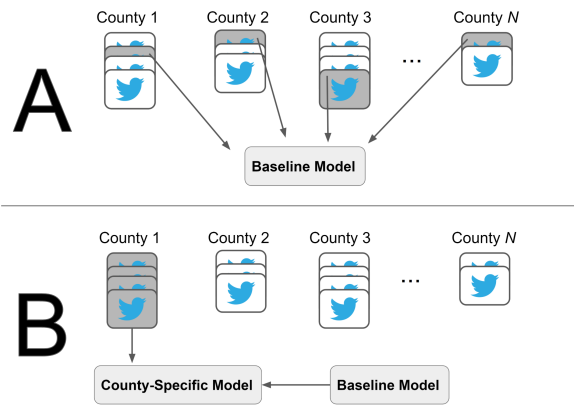 County 1 County 2 County 3 County N
A
...
Baseline Model
County 1 County 2 County 3 County N
B
...
County-Specific Model Baseline Model